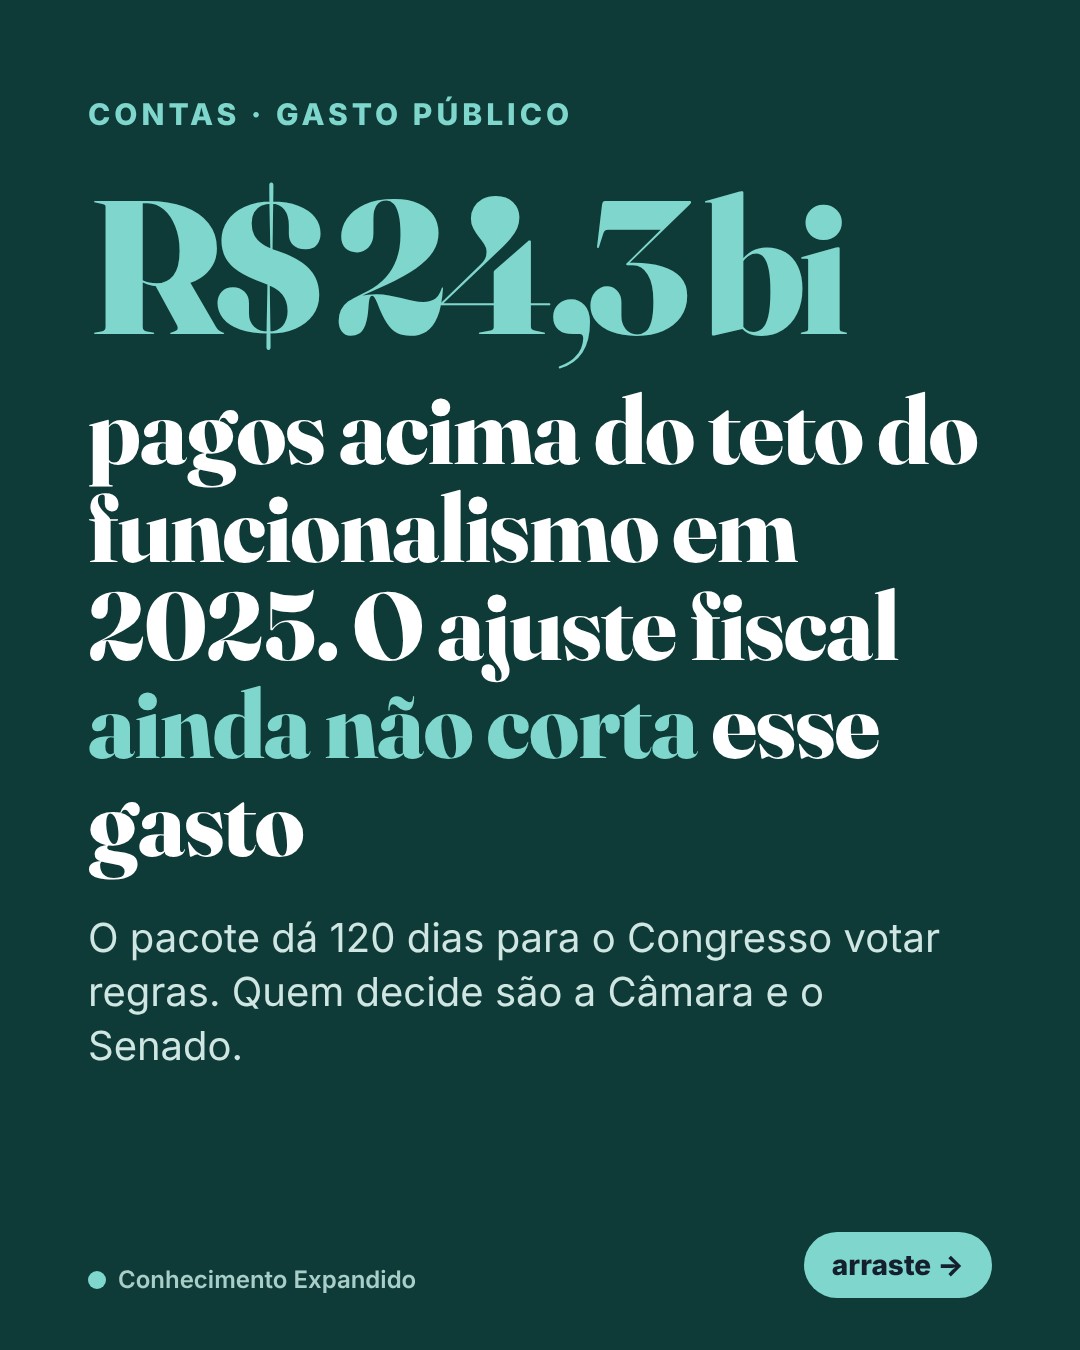 CONTAS · GASTO PÚBLICO
R$ 24,3 bi
pagos acima do teto do
funcionalismo em
2025. O ajuste fiscal
ainda não corta esse
gasto
O pacote dá 120 dias para o Congresso votar
regras. Quem decide são a Câmara e o
Senado.
Conhecimento Expandido
arraste →